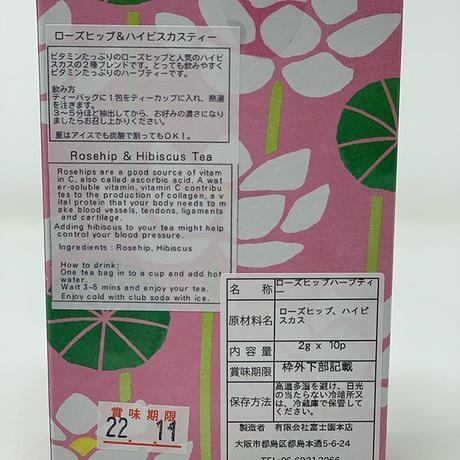 ローズヒップ&ハイビスカスティー
ビタミンたっぷりのローズヒップと人気のハイビ
スカスの2種ブレンドです。とっても飲みやすく
ビタミンたっぷりのハーブティーです。
飲み方
ティーバッグに1包をティーカップに入れ、熱湯
を注ぎます。
3〜5分ほど抽出してから、お好みの濃さになり
ましたらお召し上がりください。
夏はアイスでも炭酸で割ってもOK!。
Rosehip & Hibiscus Tea
Rosehips are a good source of vitam
in C, also called ascorbic acid. A wat
er-soluble vitamin, vitamin C contribu
tes to the production of collagen, a v
ital protein that your body needs to m
ake blood vessels, tendons, ligaments
and cartilage.
Adding hibiscus to your tea might help
control your blood pressure.
Ingredients : Rosehip, Hibiscus
How to drink:
One tea bag in to a cup and add hot
water.
Wait 3~5 mins and enjoy your tea.
Enjoy cold with club soda with ice.
名 称 ローズヒップハーブティ
ー
原材料名 ローズヒップ、ハイビ
スカス
内 容 量 2g x 10p
賞味期限 枠外下部記載
保存方法 高温多湿を避け、日光
の当たらない冷暗所又
は、冷蔵庫で保管して
ください。
製造者 有限会社富士園本店
大阪市都島区都島本通5-6-24
賞味期限
22. 11